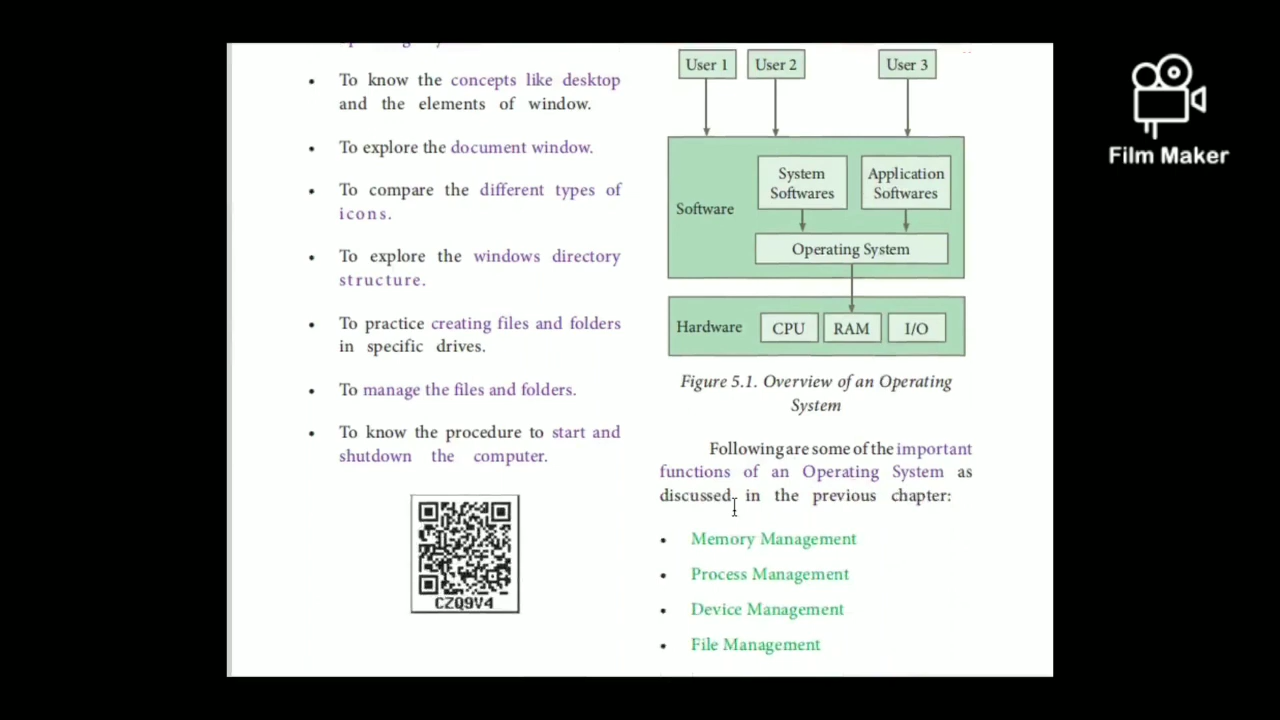 • To know the concepts like desktop
and the elements of window.
• To explore the document window.
• To compare the different types of
icons.
• To explore the windows directory
structure.
• To practice creating files and folders
in specific drives.
• To manage the files and folders.
• To know the procedure to start and
shutdown the computer.
CZQ9V4
User 1
User 2
User 3
Software
System
Softwares
Application
Softwares
Operating System
Hardware
CPU
RAM
I/O
Figure 5.1. Overview of an Operating
System
Following are some of the important
functions of an Operating System as
discussed in the previous chapter:
• Memory Management
• Process Management
• Device Management
• File Management
Film Maker